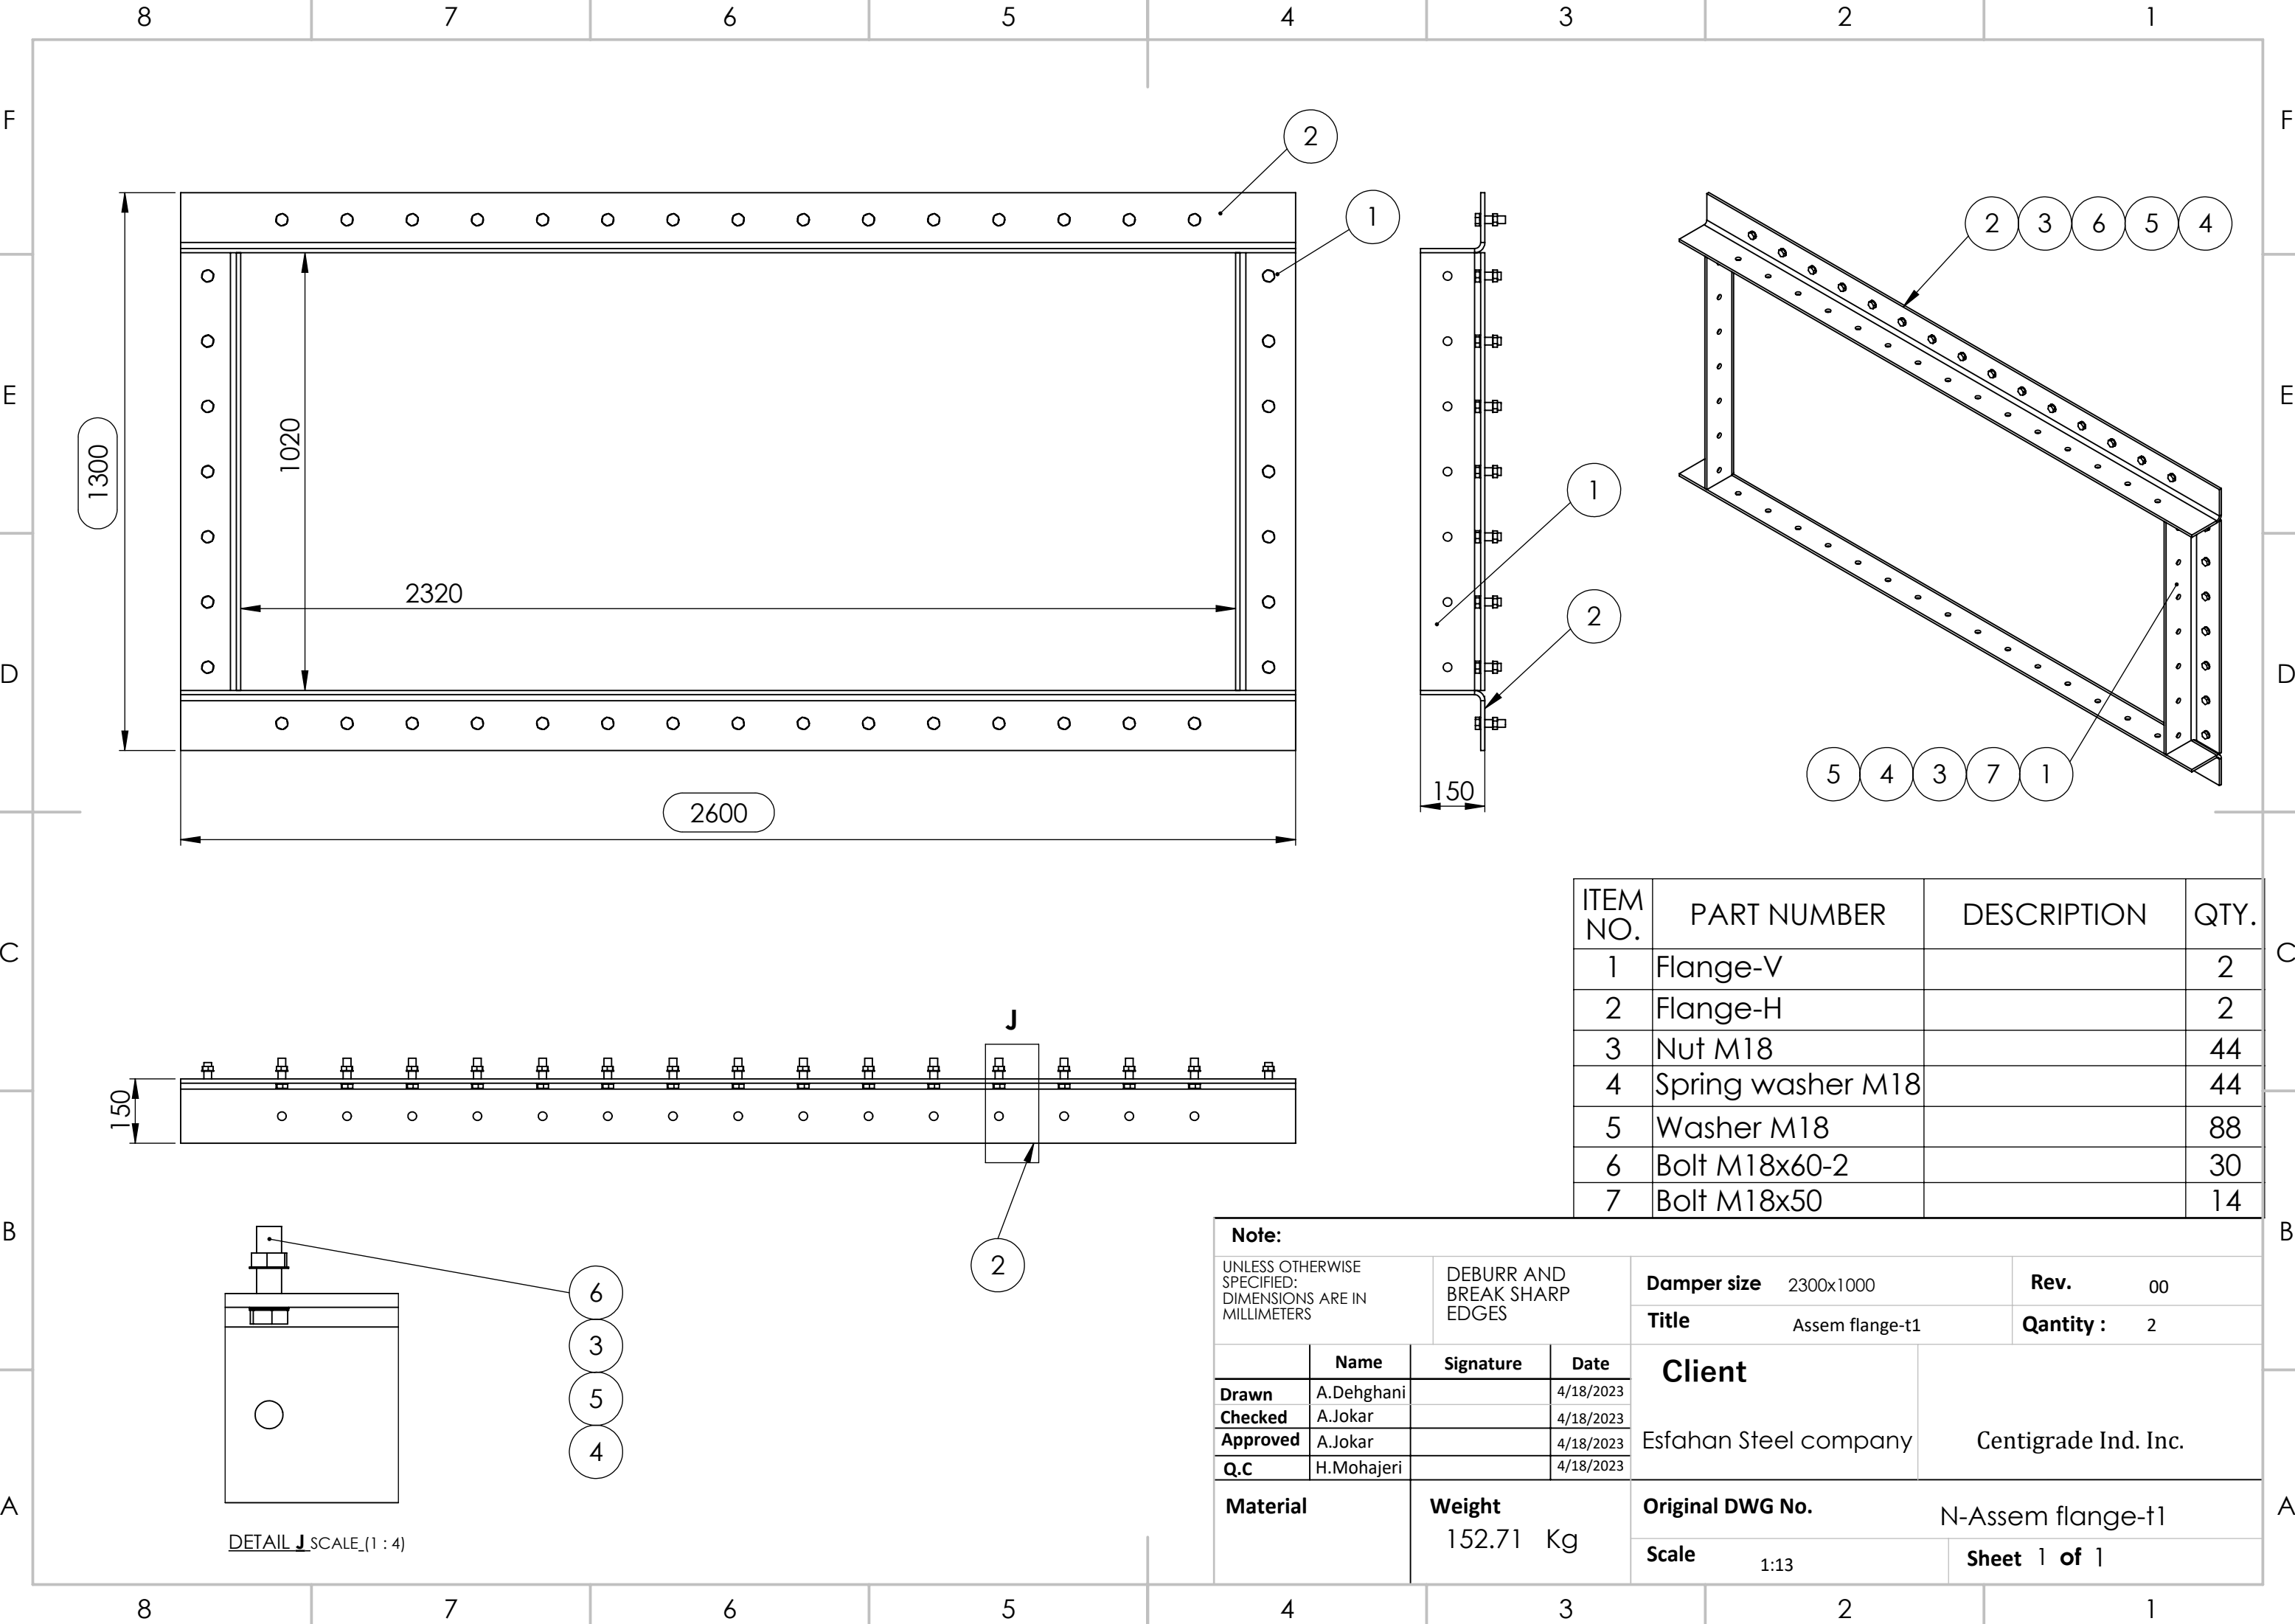 8 7 6 5 4 3 2 1
F F
E E
D D
C C
B B
A A
2
1
1300
1020
2320
2600
1
2
150
2 3 6 5 4
5 4 3 7 1
ITEM NO. PART NUMBER DESCRIPTION QTY.
1 Flange-V 2
2 Flange-H 2
3 Nut M18 44
4 Spring washer M18 44
5 Washer M18 88
6 Bolt M18x60-2 30
7 Bolt M18x50 14
J
150
2
6
3
5
4
DETAIL J SCALE (1 : 4)
Note:
UNLESS OTHERWISE
SPECIFIED:
DIMENSIONS ARE IN
MILLIMETERS
DEBURR AND
BREAK SHARP
EDGES
Damper size 2300x1000 Rev. 00
Title Assem flange-t1 Qantity : 2
Name Signature Date
Drawn A.Dehghani 4/18/2023
Checked A.Jokar 4/18/2023
Approved A.Jokar 4/18/2023
Q.C H.Mohajeri 4/18/2023
Client
Esfahan Steel company
Centigrade Ind. Inc.
Material
Weight
152.71 Kg
Original DWG No. N-Assem flange-t1
Scale 1:13
Sheet 1 of 1
8 7 6 5 4 3 2 1